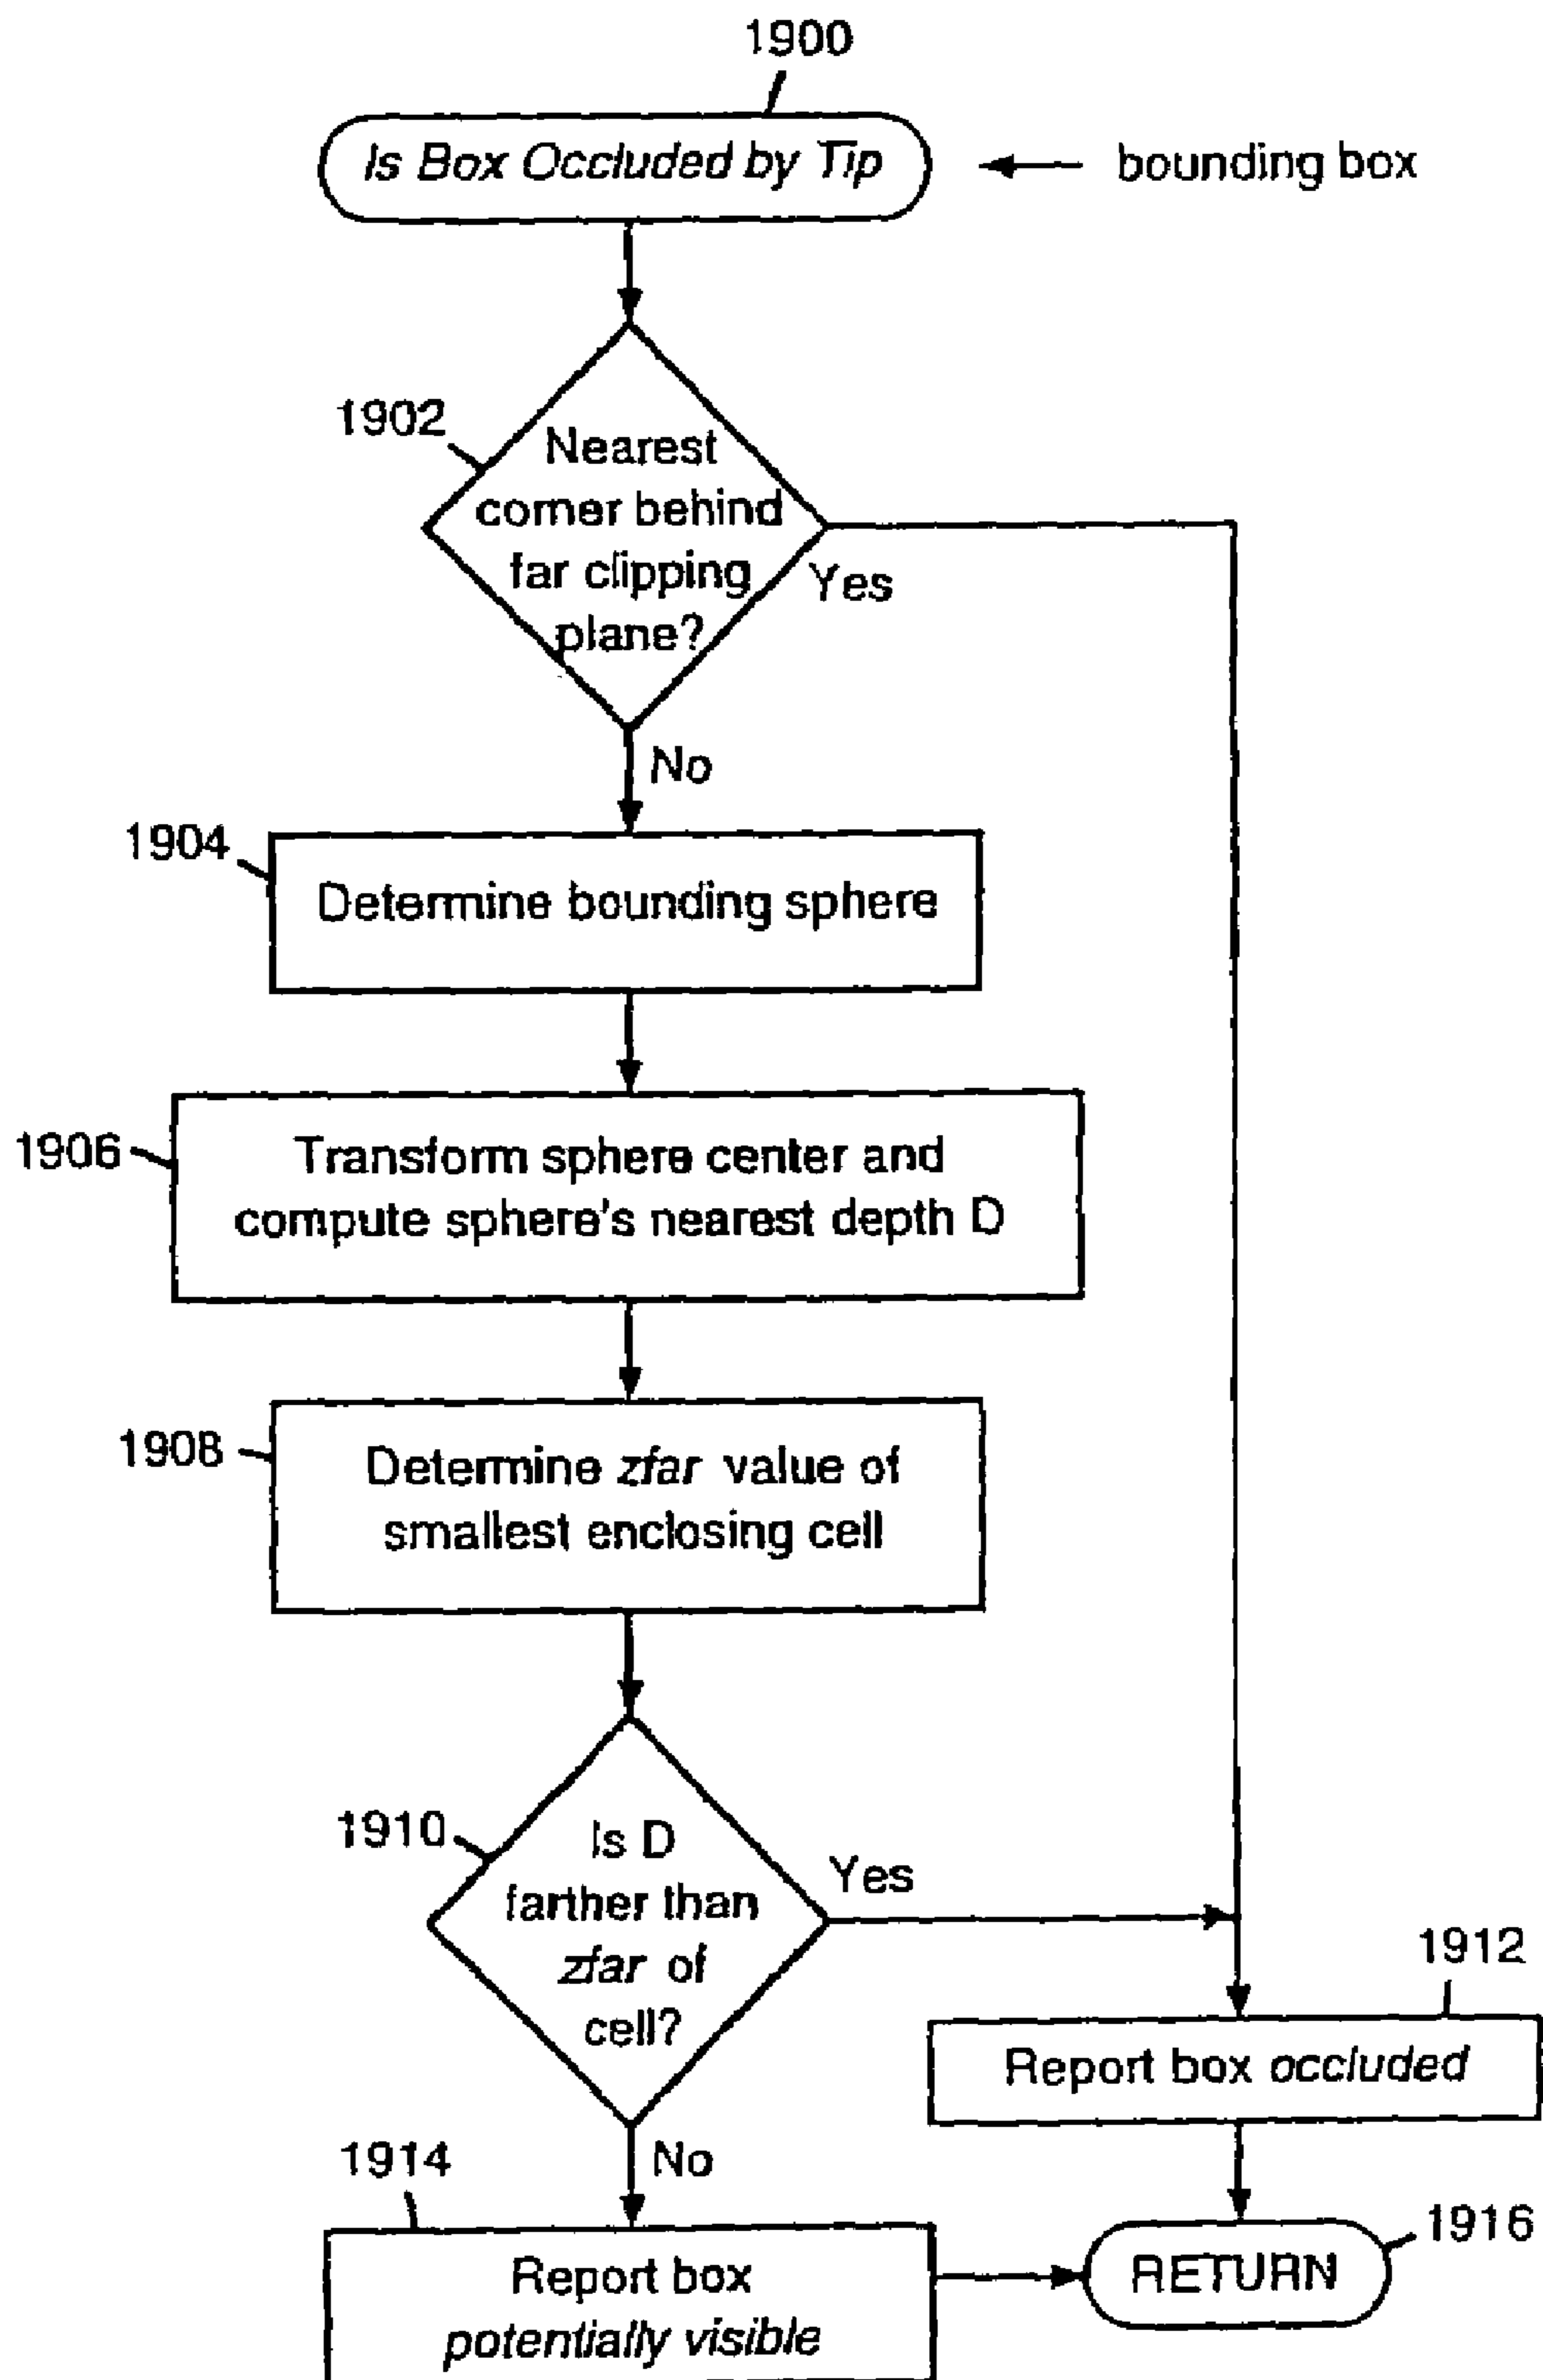 1900
Is Box Occluded by Tip
bounding box
1902
Nearest
corner behind
far clipping
plane?
Yes
No
1904
Determine bounding sphere
1906
Transform sphere center and
compute sphere's nearest depth D
1908
Determine zfar value of
smallest enclosing cell
1910
Is D
farther than
zfar of
cell?
Yes
1912
Report box occluded
No
1914
Report box
potentially visible
1916
RETURN